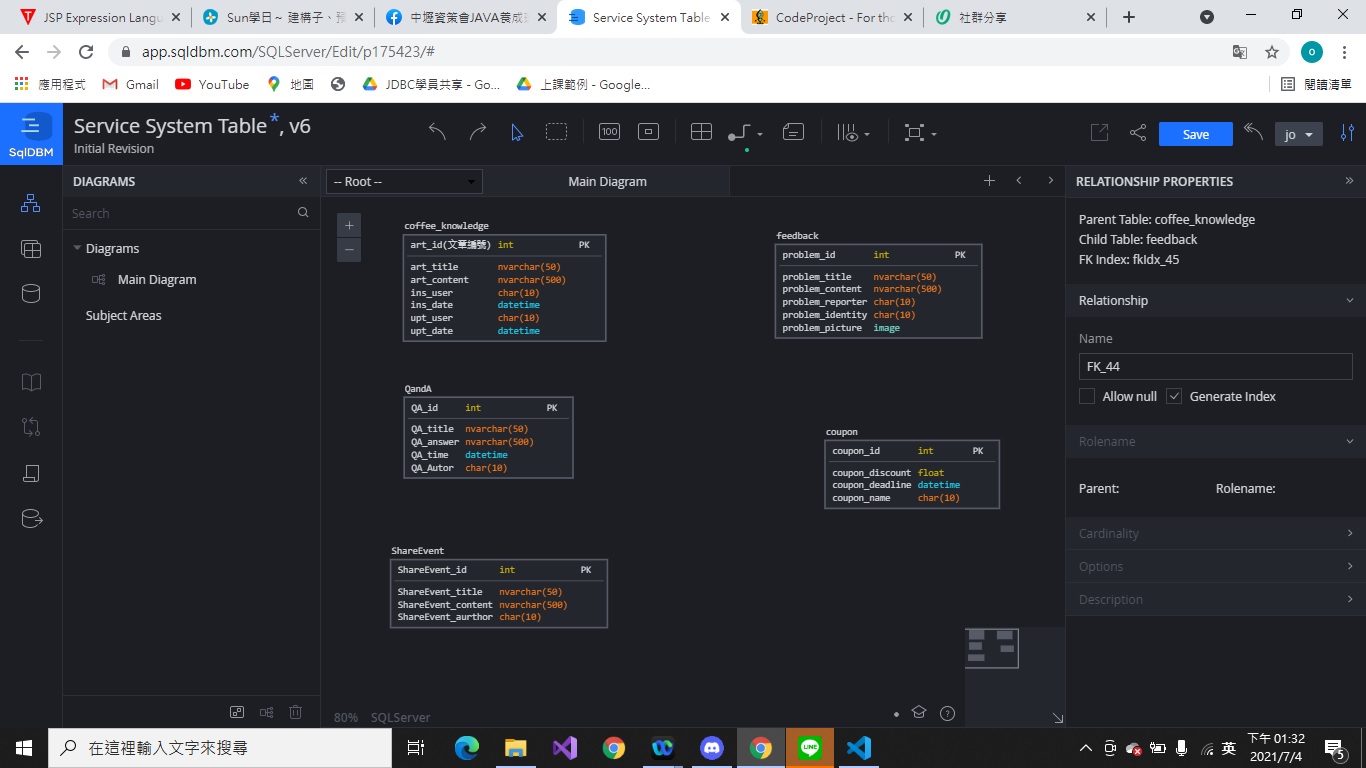 JSP Expression Langu
Sun學日~ 建構子、預
中壢資策會JAVA養成班
Service System Table
CodeProject - For tho
社群分享
app.sqldbm.com/SQLServer/Edit/p175423/#
應用程式
Gmail
YouTube
地圖
JDBC學員共享 - Go...
上課範例 - Google...
閱讀清單
SqlDBM
Service System Table*, v6
Initial Revision
100
Save
jo
DIAGRAMS
-- Root --
Main Diagram
RELATIONSHIP PROPERTIES
Search
Diagrams
Main Diagram
Subject Areas
coffee_knowledge
art_id(文章編號) int PK
art_title nvarchar(50)
art_content nvarchar(500)
ins_user char(10)
ins_date datetime
upt_user char(10)
upt_date datetime
feedback
problem_id int PK
problem_title nvarchar(50)
problem_content nvarchar(500)
problem_reporter char(10)
problem_identity char(10)
problem_picture image
QandA
QA_id int PK
QA_title nvarchar(50)
QA_answer nvarchar(500)
QA_time datetime
QA_Autor char(10)
coupon
coupon_id int PK
coupon_discount float
coupon_deadline datetime
coupon_name char(10)
ShareEvent
ShareEvent_id int PK
ShareEvent_title nvarchar(50)
ShareEvent_content nvarchar(500)
ShareEvent_aurthor char(10)
80% SQLServer
Parent Table: coffee_knowledge
Child Table: feedback
FK Index: fkIdx_45
Relationship
Name
FK_44
Allow null
Generate Index
Rolename
Parent:
Rolename:
Cardinality
Options
Description
在這裡輸入文字來搜尋
LINE
英
下午 01:32
2021/7/4
5